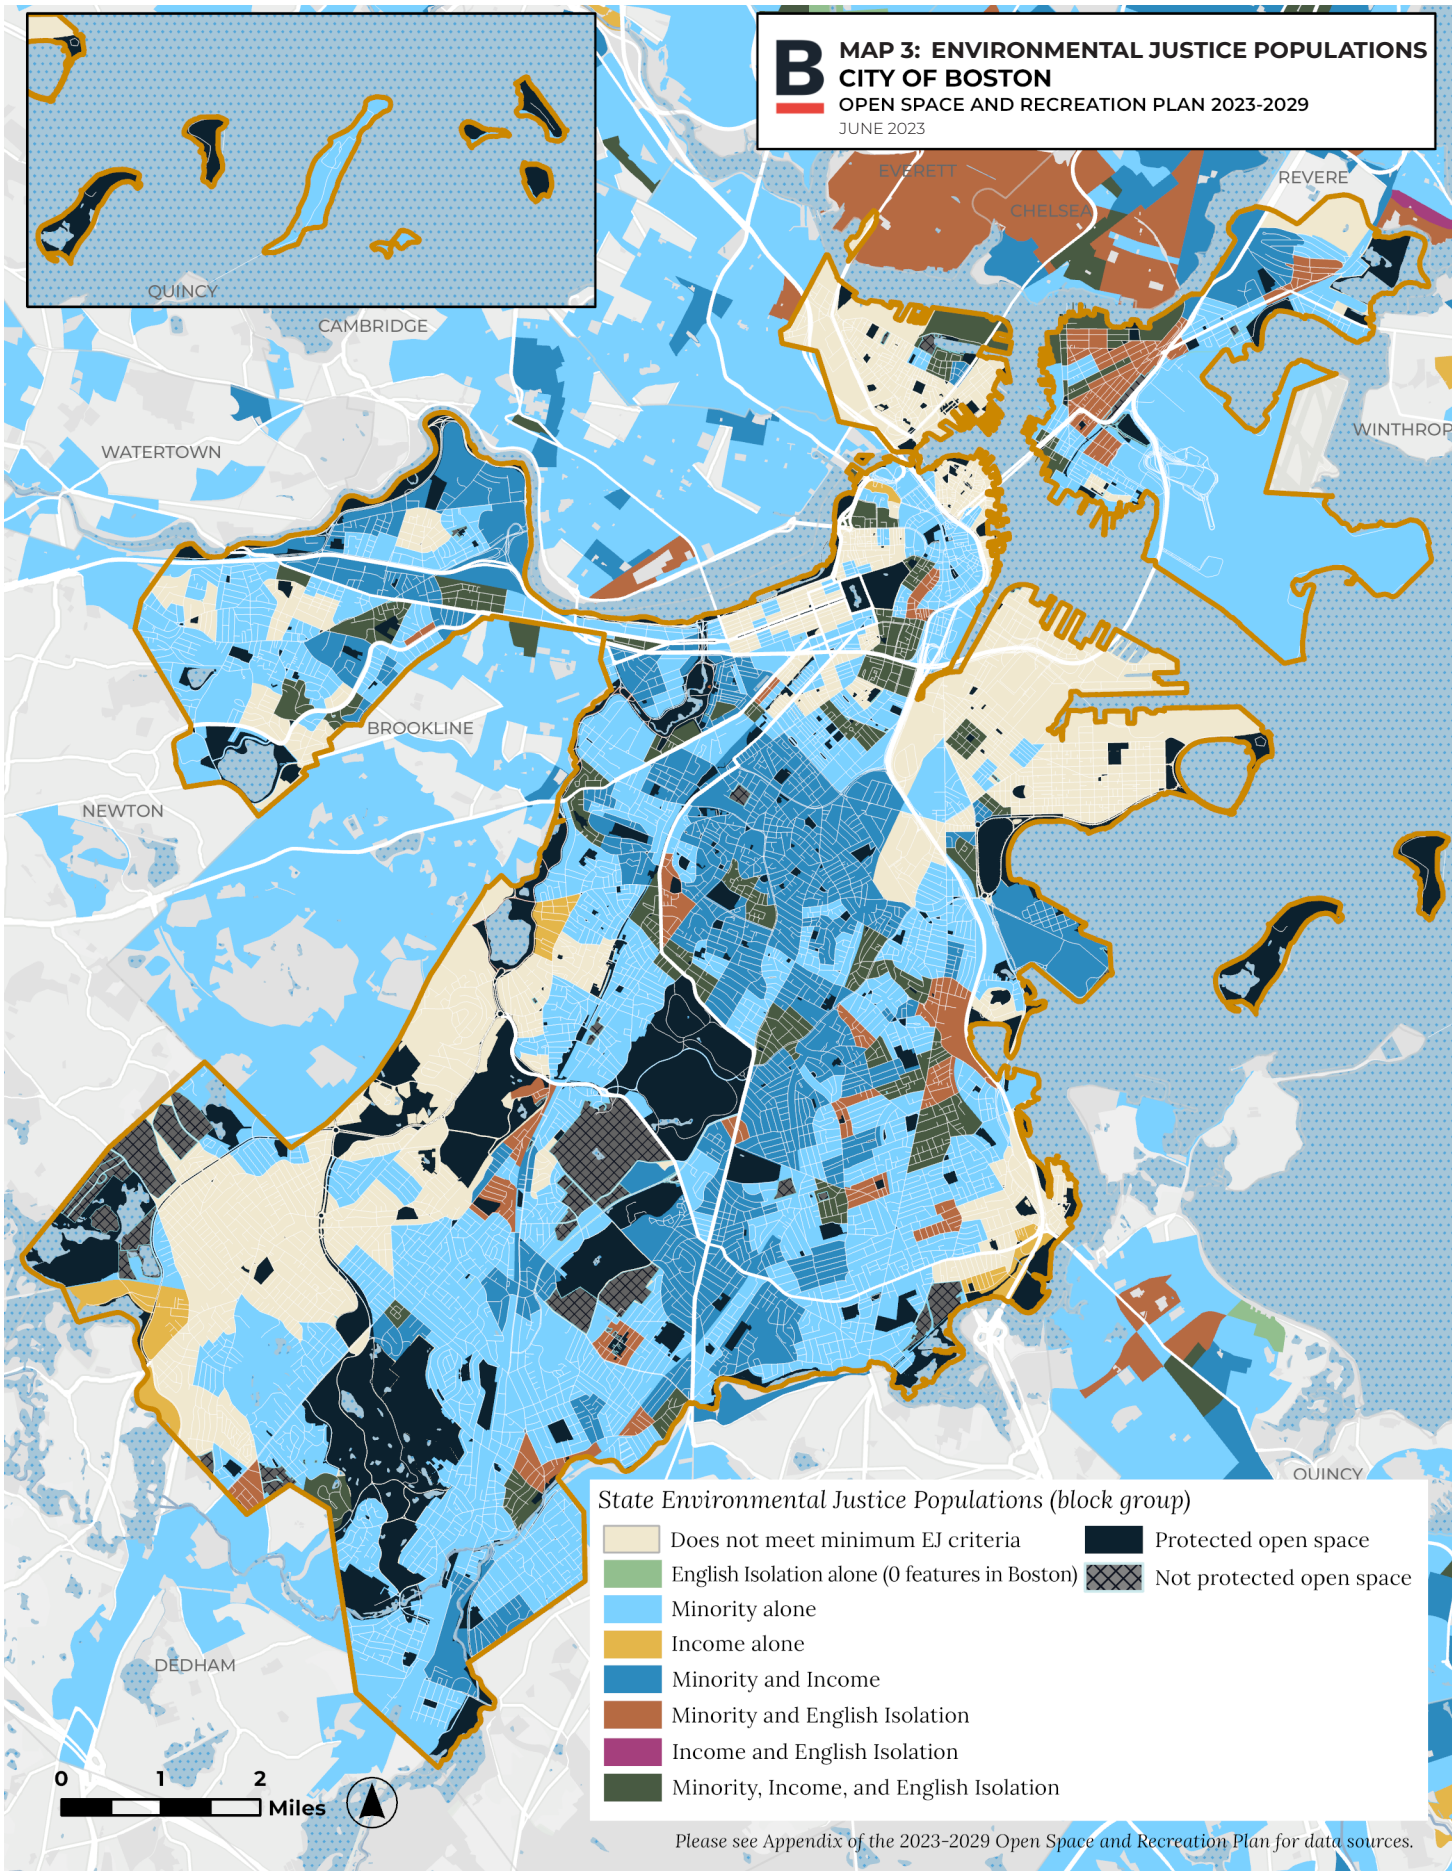 B
MAP 3: ENVIRONMENTAL JUSTICE POPULATIONS
CITY OF BOSTON
OPEN SPACE AND RECREATION PLAN 2023-2029
JUNE 2023
EVERETT
CHELSEA
REVERE
QUINCY
CAMBRIDGE
WATERTOWN
WINTHROP
BROOKLINE
NEWTON
QUINCY
DEDHAM
State Environmental Justice Populations (block group)
Does not meet minimum EJ criteria
English Isolation alone (0 features in Boston)
Minority alone
Income alone
Minority and Income
Minority and English Isolation
Income and English Isolation
Minority, Income, and English Isolation
Protected open space
Not protected open space
0 1 2
Miles
Please see Appendix of the 2023-2029 Open Space and Recreation Plan for data sources.